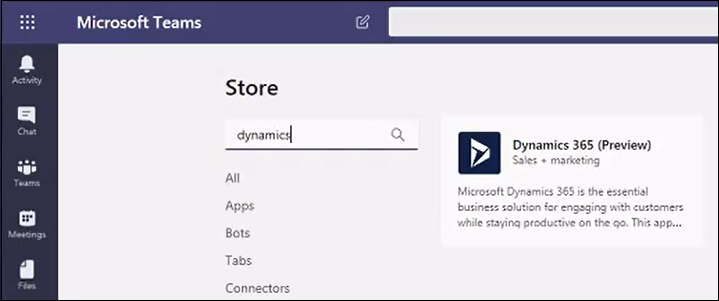 Microsoft Teams
Activity
Chat
Teams
Meetings
Files
Store
dynamics
All
Apps
Bots
Tabs
Connectors
Dynamics 365 (Preview)
Sales + marketing
Microsoft Dynamics 365 is the essential
business solution for engaging with customers
while staying productive on the go. This app...